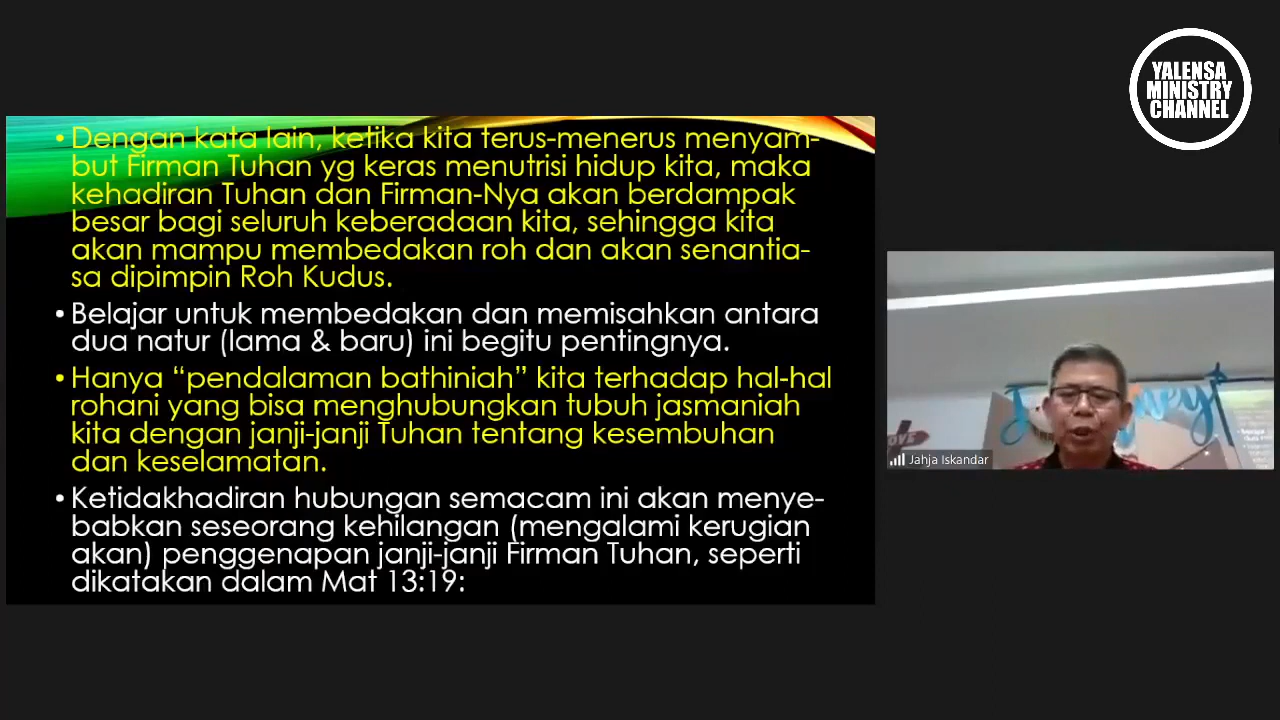 YALENSA
MINISTRY
CHANNEL
• Dengan kata lain, ketika kita terus-menerus menyam-
but Firman Tuhan yg keras menutrisi hidup kita, maka
kehadiran Tuhan dan Firman-Nya akan berdampak
besar bagi seluruh keberadaan kita, sehingga kita
akan mampu membedakan roh dan akan senantia-
sa dipimpin Roh Kudus.
• Belajar untuk membedakan dan memisahkan antara
dua natur (lama & baru) ini begitu pentingnya.
• Hanya “pendalaman bathiniah” kita terhadap hal-hal
rohani yang bisa menghubungkan tubuh jasmaniah
kita dengan janji-janji Tuhan tentang kesembuhan
dan keselamatan.
• Ketidakhadiran hubungan semacam ini akan menye-
babkan seseorang kehilangan (mengalami kerugian
akan) penggenapan janji-janji Firman Tuhan, seperti
dikatakan dalam Mat 13:19:
Jahja Iskandar